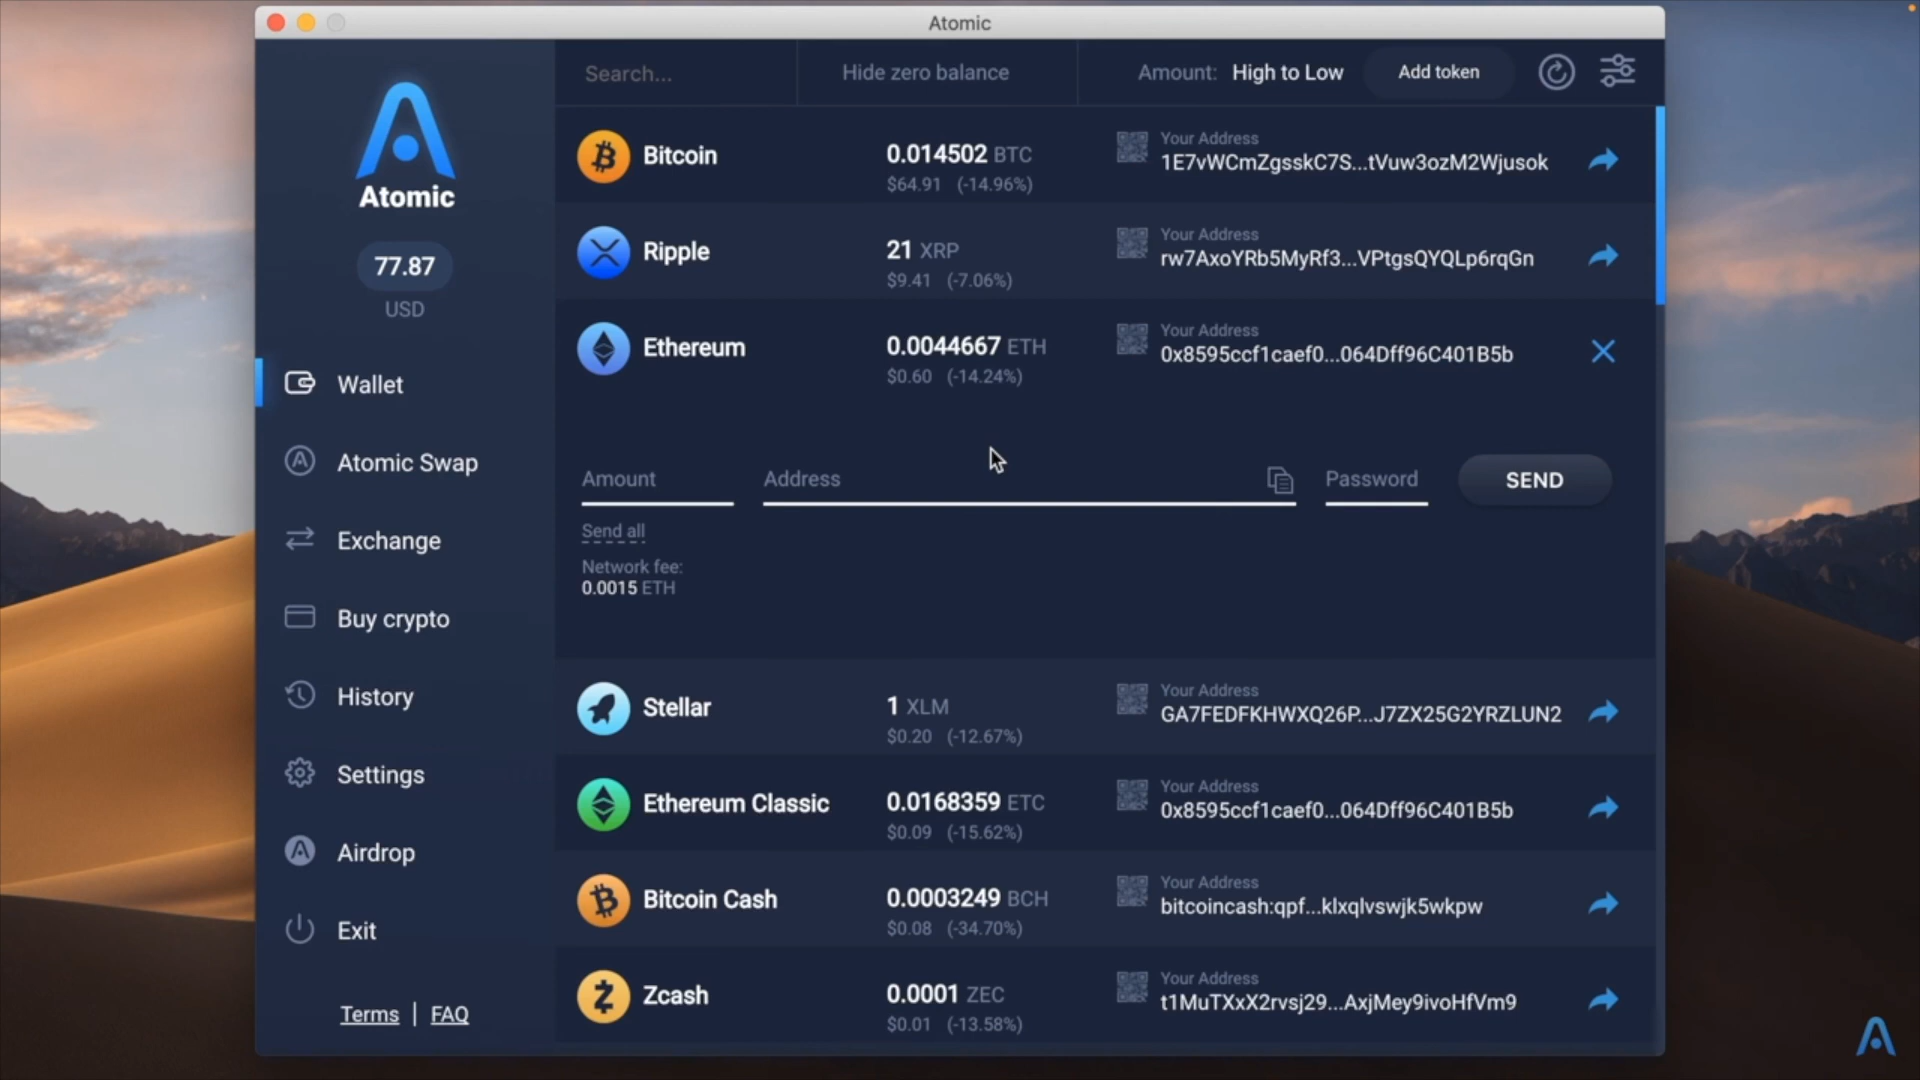 Atomic
Atomic
77.87
USD
Wallet
Atomic Swap
Exchange
Buy crypto
History
Settings
Airdrop
Exit
Terms | FAQ
Search...
Hide zero balance
Amount: High to Low
Add token
Bitcoin
0.014502 BTC
$64.91 (-14.96%)
Your Address
1E7vWCmZgsskC7S...tVuw3ozM2Wjusok
Ripple
21 XRP
$9.41 (-7.06%)
Your Address
rw7AxoYRb5MyRf3...VPtgsQYQLp6rqGn
Ethereum
0.0044667 ETH
$0.60 (-14.24%)
Your Address
0x8595ccf1caef0...064Dff96C401B5b
Amount
Address
Password
SEND
Send all
Network fee:
0.0015 ETH
Stellar
1 XLM
$0.20 (-12.67%)
Your Address
GA7FEDFKHWXQ26P...J7ZX25G2YRZLUN2
Ethereum Classic
0.0168359 ETC
$0.09 (-15.62%)
Your Address
0x8595ccf1caef0...064Dff96C401B5b
Bitcoin Cash
0.0003249 BCH
$0.08 (-34.70%)
Your Address
bitcoincash:qpf...klxqlvswjk5wkpw
Zcash
0.0001 ZEC
$0.01 (-13.58%)
Your Address
t1MuTXxX2rvsj29...AxjMey9ivoHfVm9